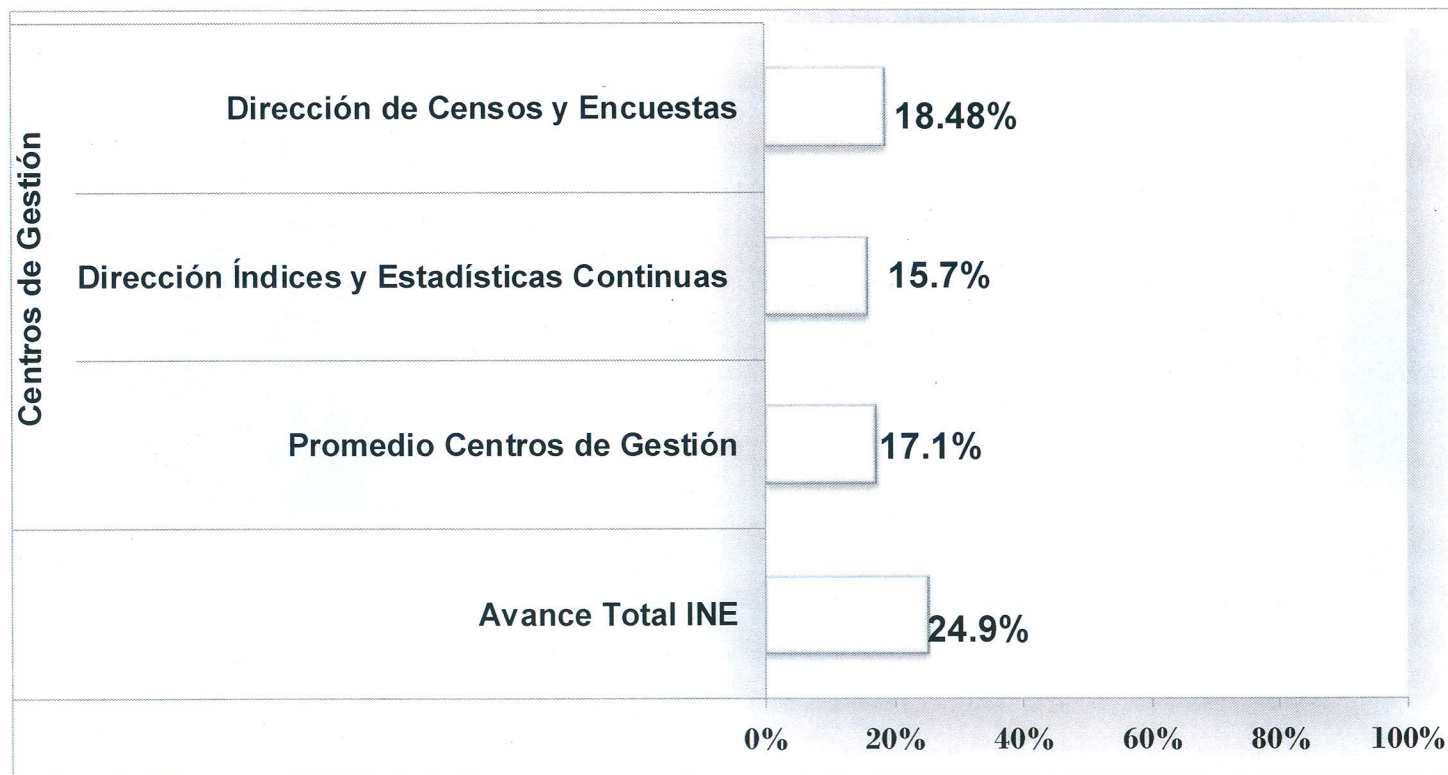 Centros de Gestión
Dirección de Censos y Encuestas
18.48%
Dirección Índices y Estadísticas Continuas
15.7%
Promedio Centros de Gestión
17.1%
Avance Total INE
24.9%
0% 20% 40% 60% 80% 100%